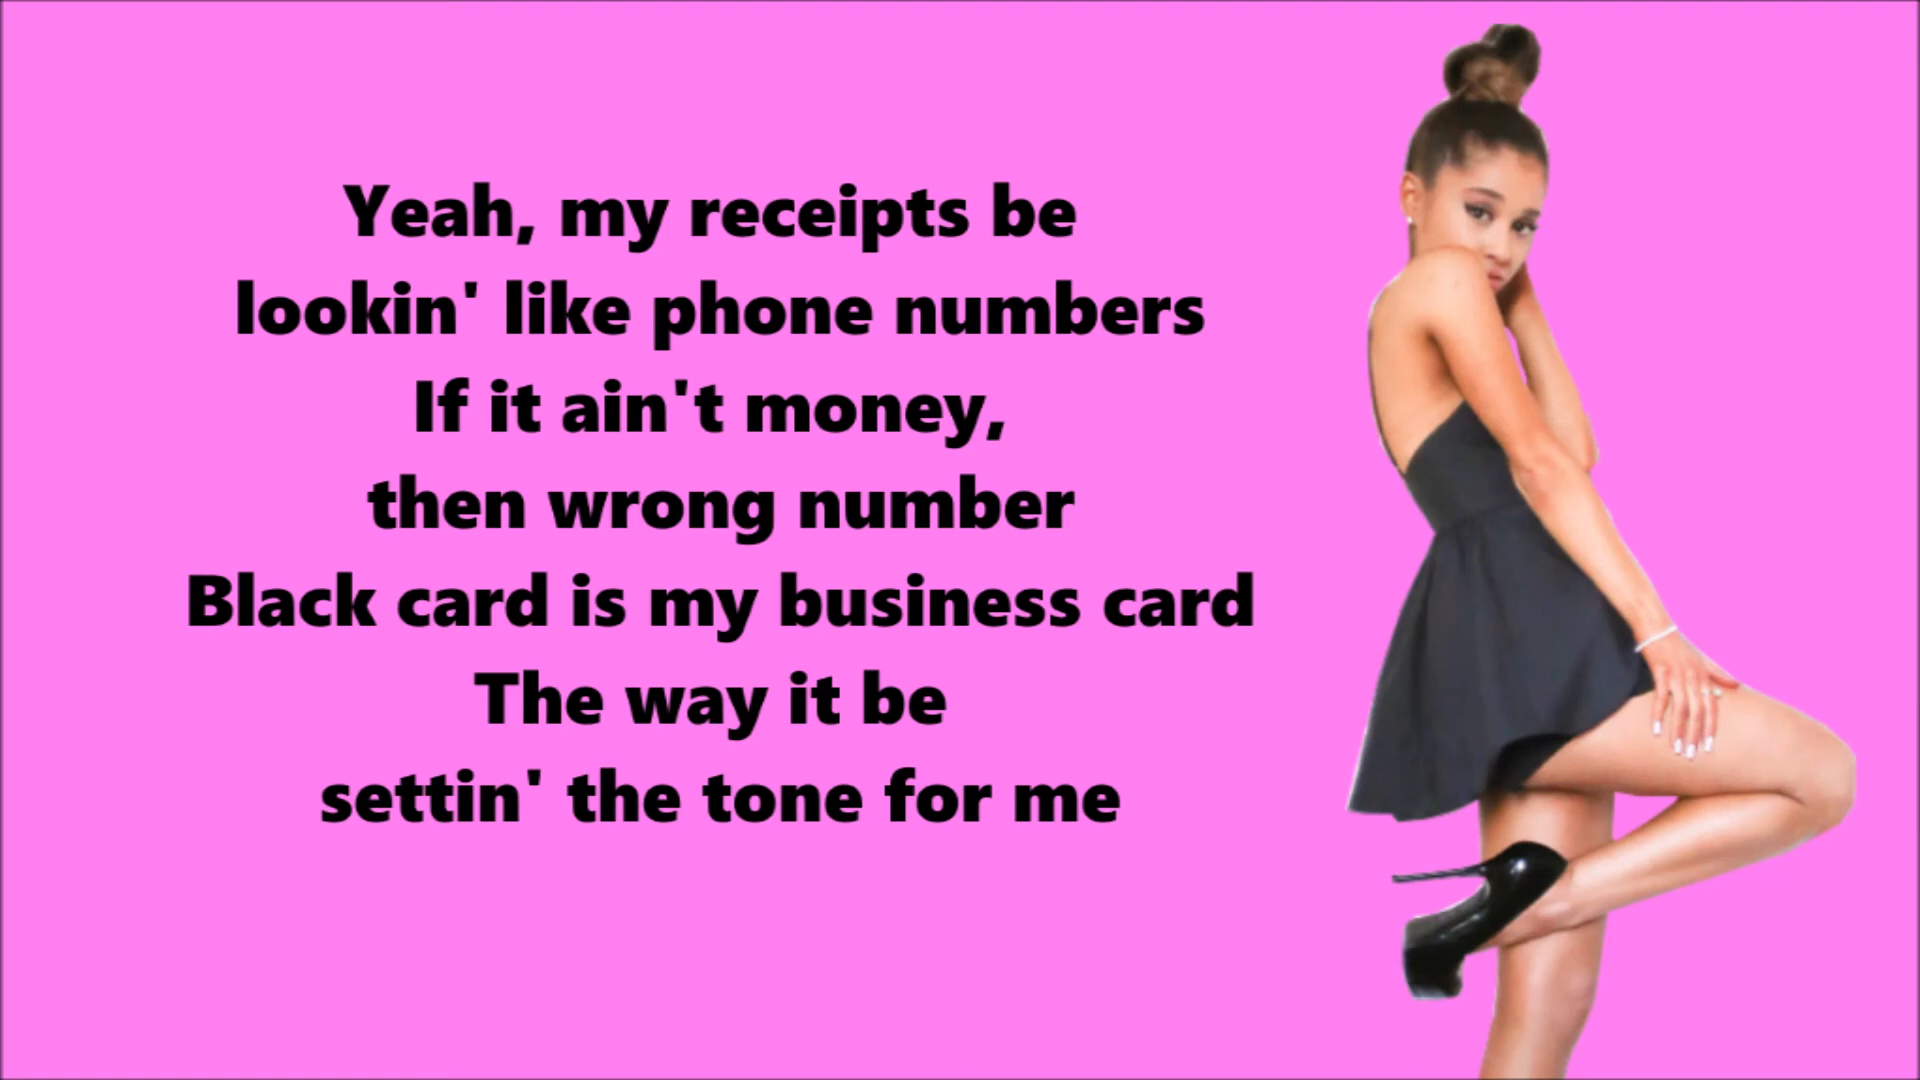 Yeah, my receipts be
lookin' like phone numbers
If it ain't money,
then wrong number
Black card is my business card
The way it be
settin' the tone for me